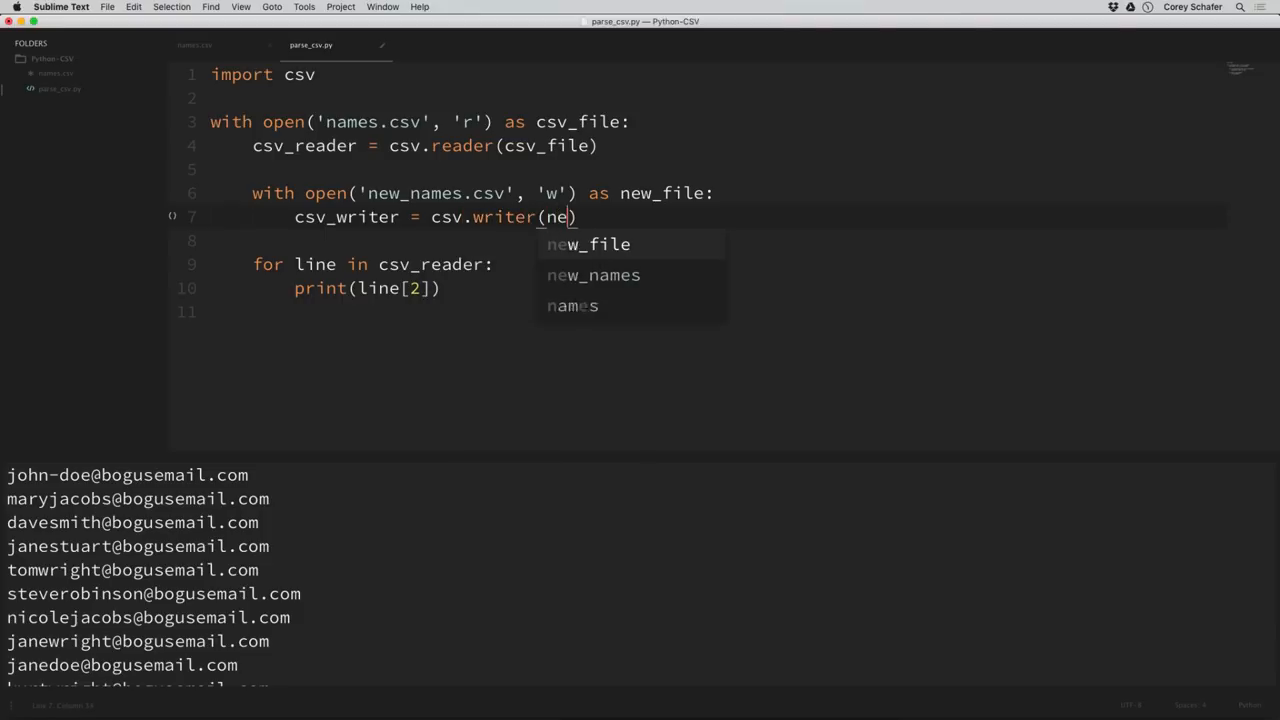 Sublime Text File Edit Selection Find View Goto Tools Project Window Help Corey Schafer
parse_csv.py — Python-CSV
FOLDERS
Python-CSV
names.csv
parse_csv.py
names.csv parse_csv.py
1 import csv
2
3 with open('names.csv', 'r') as csv_file:
4 csv_reader = csv.reader(csv_file)
5
6 with open('new_names.csv', 'w') as new_file:
7 csv_writer = csv.writer(ne)
8
9 for line in csv_reader:
10 print(line[2])
11
new_file
new_names
names
john-doe@bogusemail.com
maryjacobs@bogusemail.com
davesmith@bogusemail.com
janestuart@bogusemail.com
tomwright@bogusemail.com
steverobinson@bogusemail.com
nicolejacobs@bogusemail.com
janewright@bogusemail.com
janedoe@bogusemail.com
Line 7, Column 34 UTF-8 Spaces: 4 Python